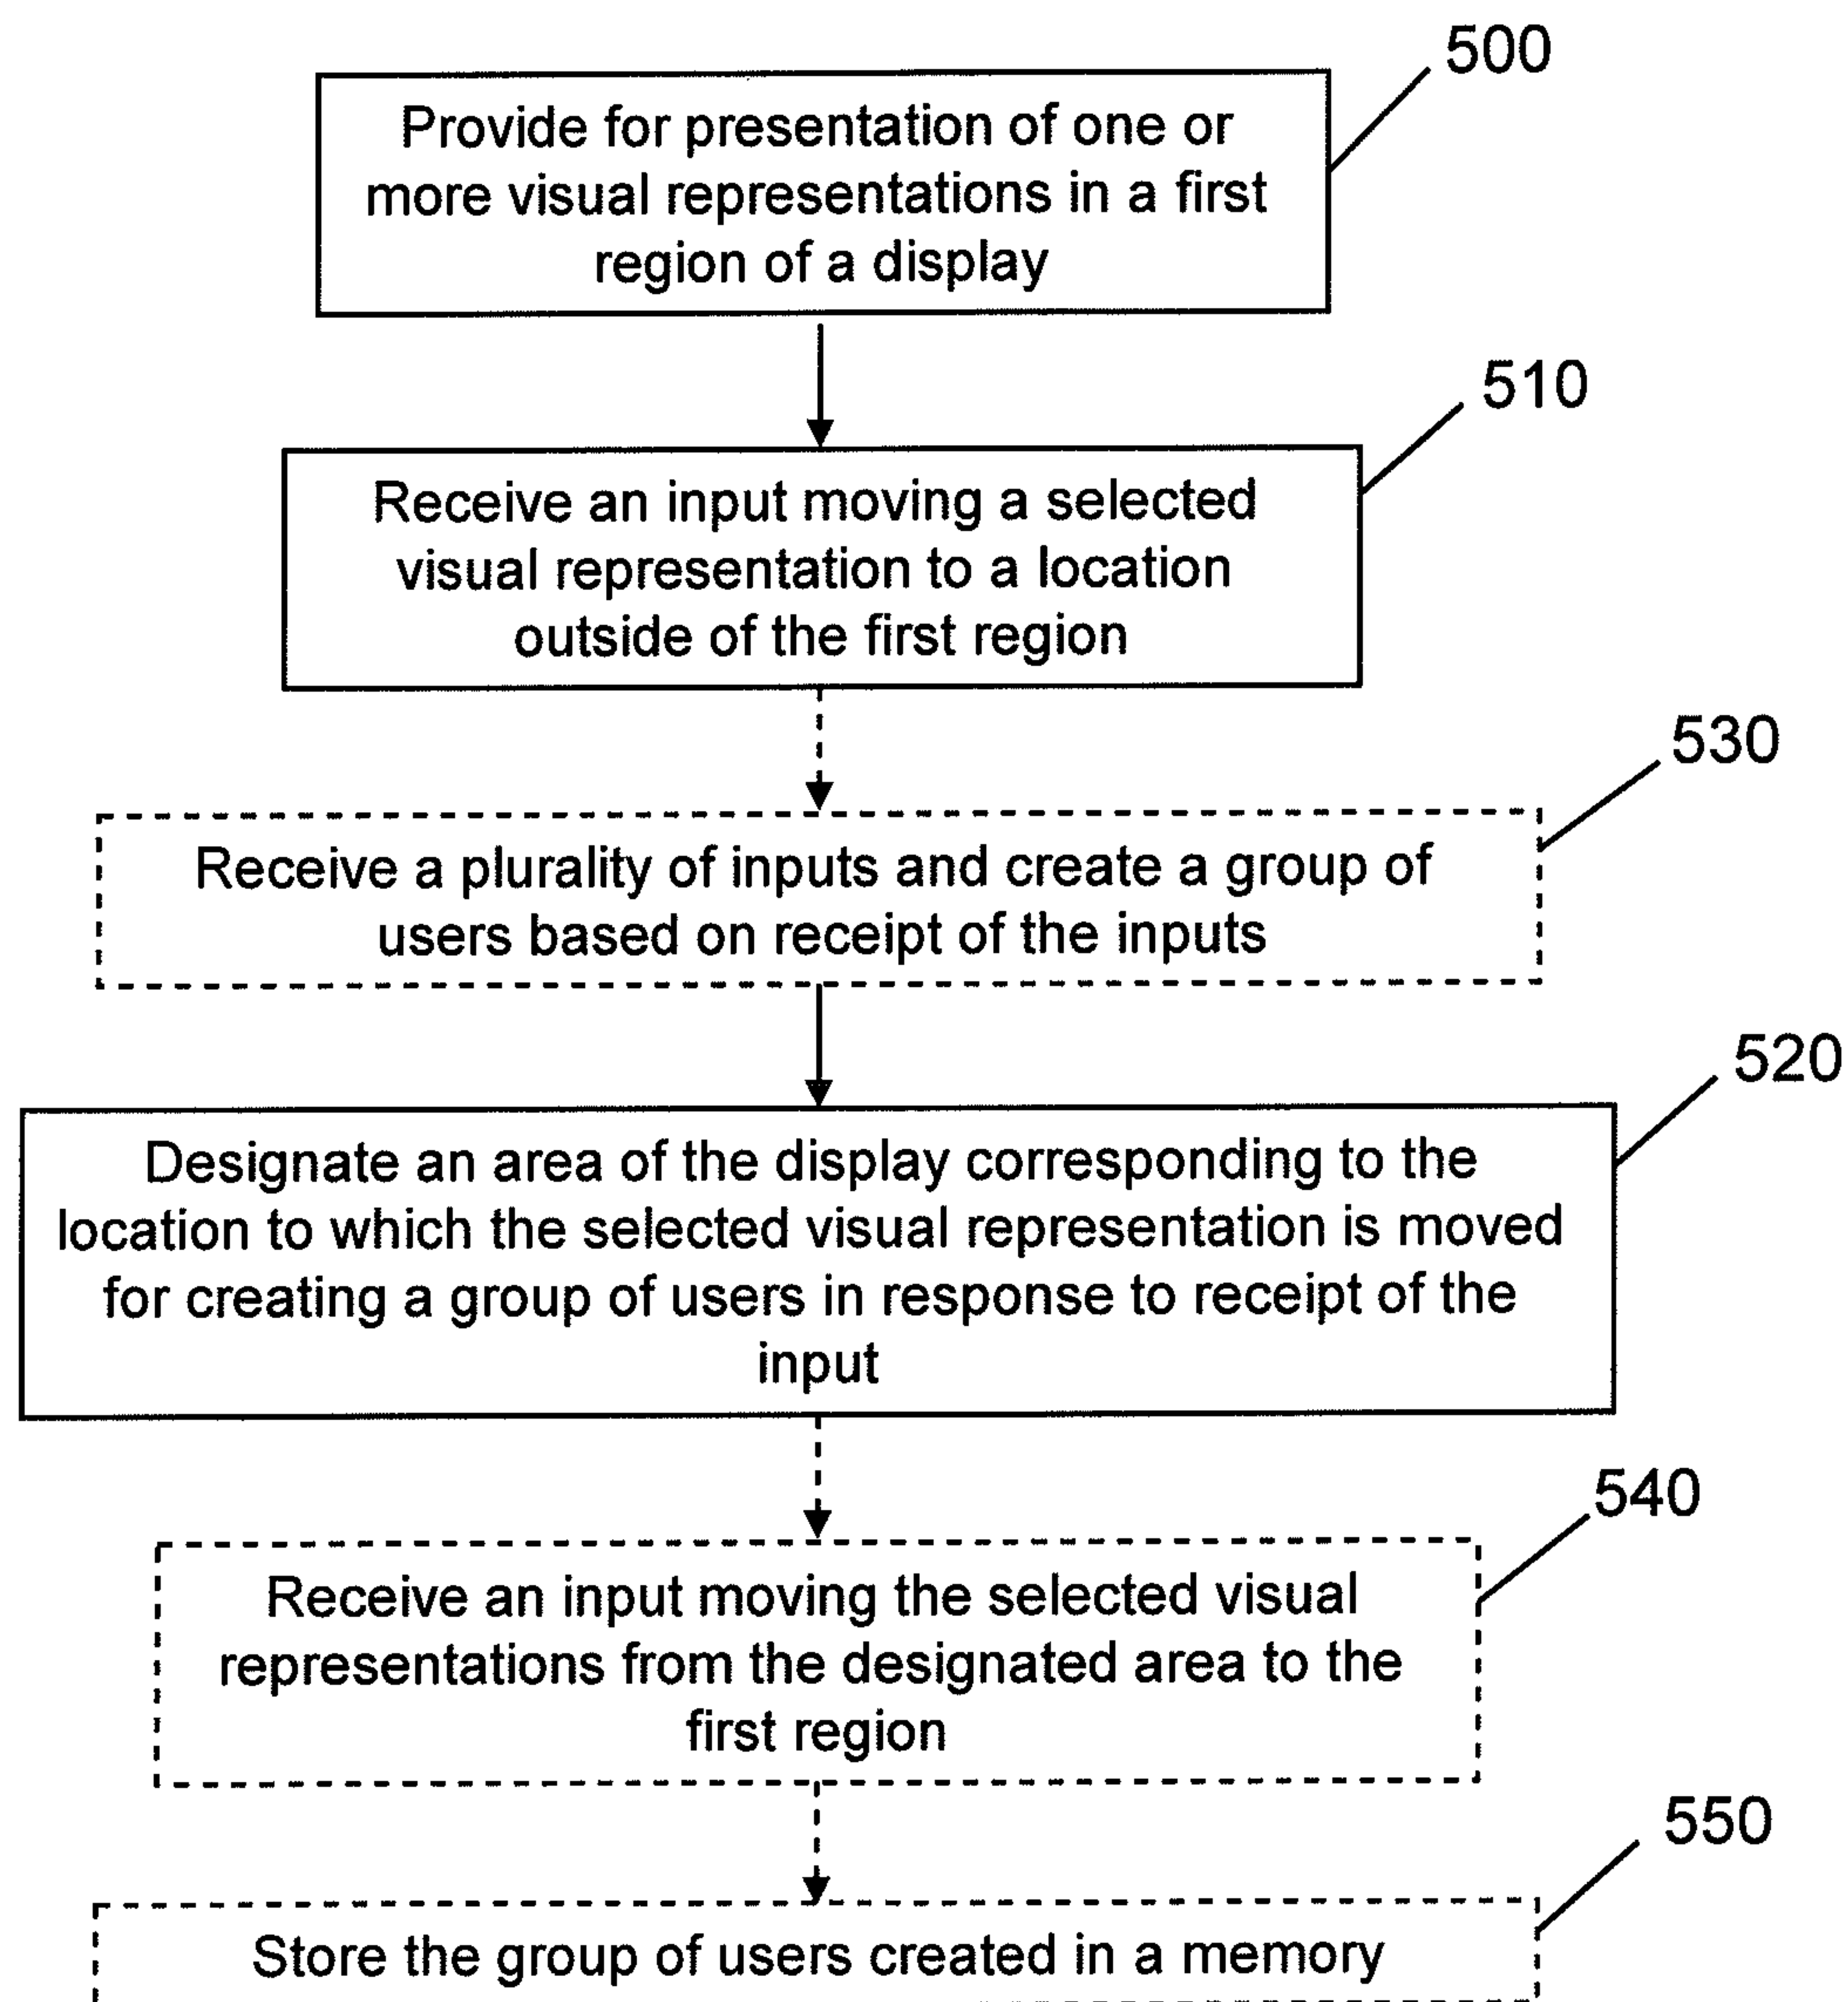 500
Provide for presentation of one or
more visual representations in a first
region of a display
510
Receive an input moving a selected
visual representation to a location
outside of the first region
530
Receive a plurality of inputs and create a group of
users based on receipt of the inputs
520
Designate an area of the display corresponding to the
location to which the selected visual representation is moved
for creating a group of users in response to receipt of the
input
540
Receive an input moving the selected visual
representations from the designated area to the
first region
550
Store the group of users created in a memory